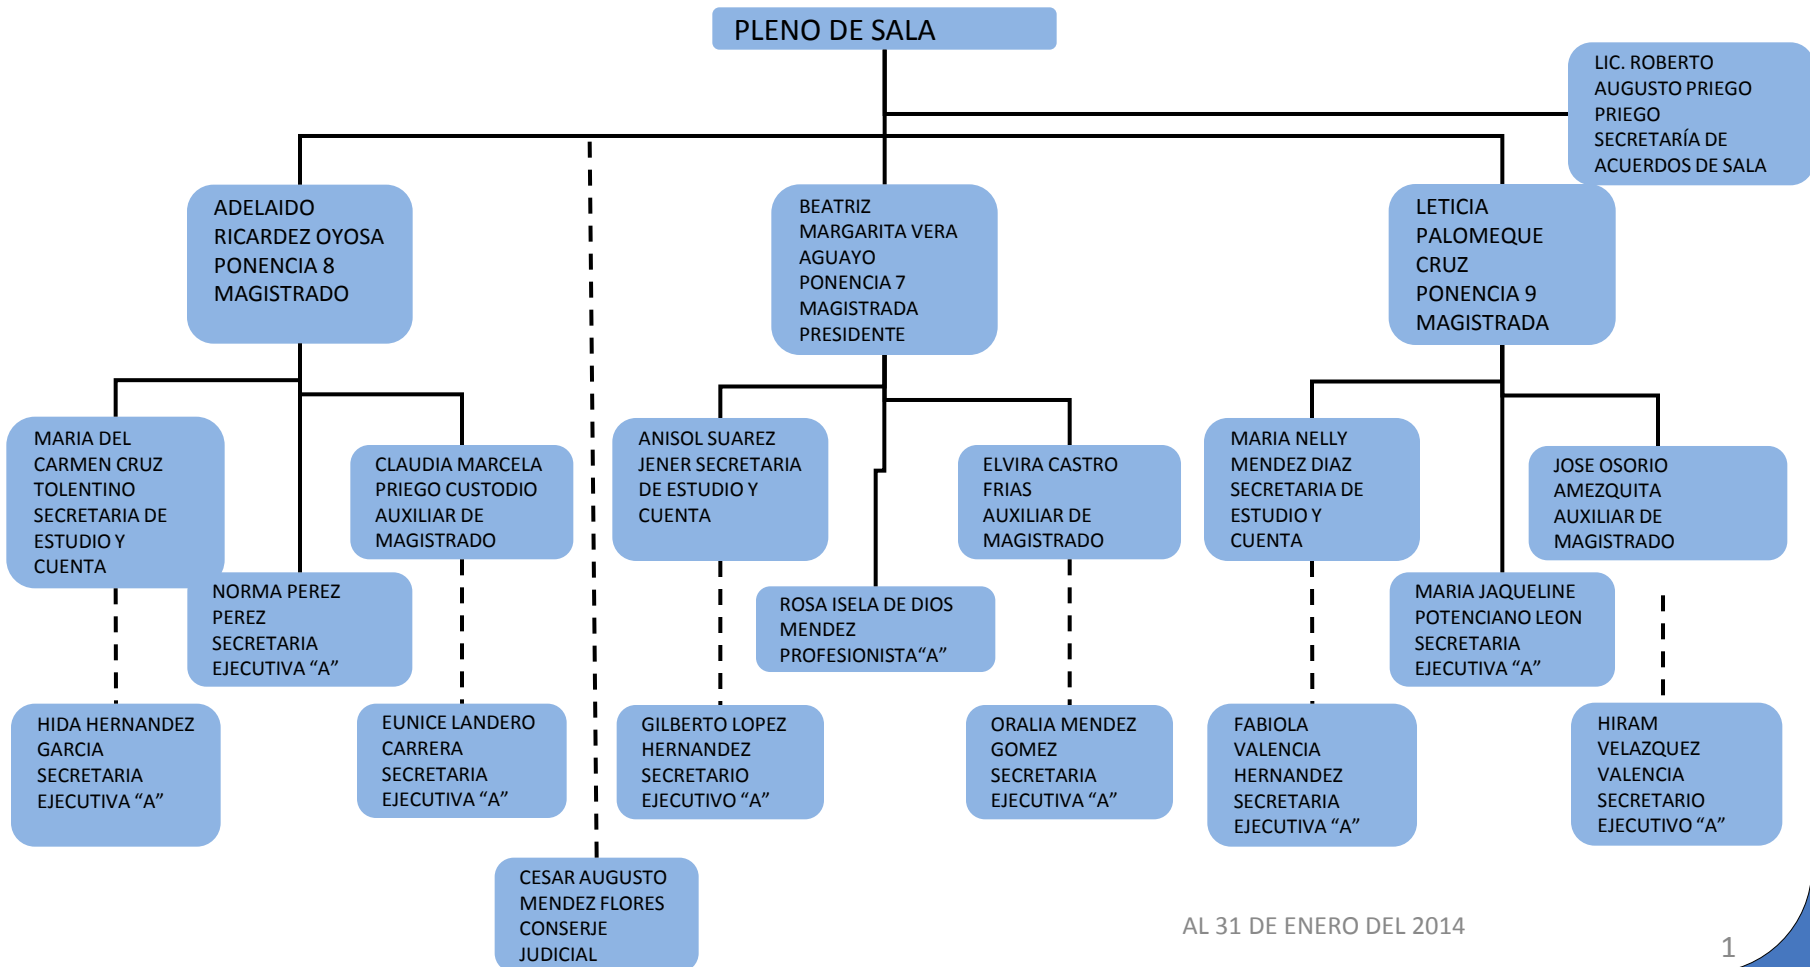 PLENO DE SALA
LIC. ROBERTO
AUGUSTO PRIEGO
PRIEGO
SECRETARÍA DE
ACUERDOS DE SALA
ADELAIDO
RICARDEZ OYOSA
PONENCIA 8
MAGISTRADO
BEATRIZ
MARGARITA VERA
AGUAYO
PONENCIA 7
MAGISTRADA
PRESIDENTE
LETICIA
PALOMEQUE
CRUZ
PONENCIA 9
MAGISTRADA
MARIA DEL
CARMEN CRUZ
TOLENTINO
SECRETARIA DE
ESTUDIO Y
CUENTA
NORMA PEREZ
PEREZ
SECRETARIA
EJECUTIVA “A”
CLAUDIA MARCELA
PRIEGO CUSTODIO
AUXILIAR DE
MAGISTRADO
ANISOL SUAREZ
JENER SECRETARIA
DE ESTUDIO Y
CUENTA
ROSA ISELA DE DIOS
MENDEZ
PROFESIONISTA“A”
ELVIRA CASTRO
FRIAS
AUXILIAR DE
MAGISTRADO
MARIA NELLY
MENDEZ DIAZ
SECRETARIA DE
ESTUDIO Y
CUENTA
MARIA JAQUELINE
POTENCIANO LEON
SECRETARIA
EJECUTIVA “A”
JOSE OSORIO
AMEZQUITA
AUXILIAR DE
MAGISTRADO
HIDA HERNANDEZ
GARCIA
SECRETARIA
EJECUTIVA “A”
EUNICE LANDERO
CARRERA
SECRETARIA
EJECUTIVA “A”
GILBERTO LOPEZ
HERNANDEZ
SECRETARIO
EJECUTIVO “A”
ORALIA MENDEZ
GOMEZ
SECRETARIA
EJECUTIVA “A”
FABIOLA
VALENCIA
HERNANDEZ
SECRETARIA
EJECUTIVA “A”
HIRAM
VELAZQUEZ
VALENCIA
SECRETARIO
EJECUTIVO “A”
CESAR AUGUSTO
MENDEZ FLORES
CONSERJE
JUDICIAL
AL 31 DE ENERO DEL 2014
1